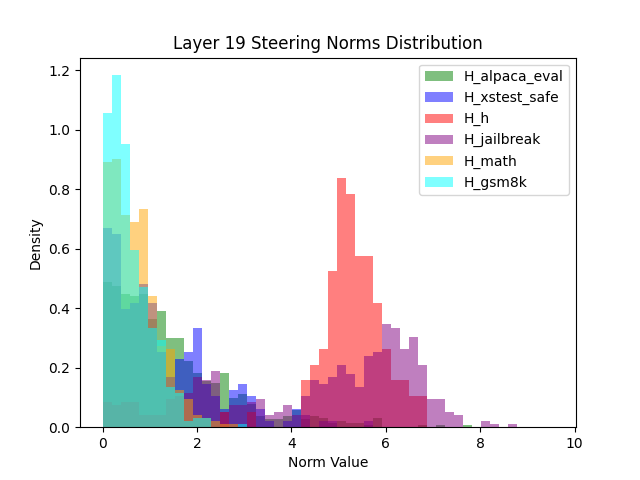 Layer 19 Steering Norms Distribution
H_alpaca_eval
H_xstest_safe
H_h
H_jailbreak
H_math
H_gsm8k
1.2
1.0
0.8
0.6
0.4
0.2
0.0
Density
0
2
4
6
8
10
Norm Value